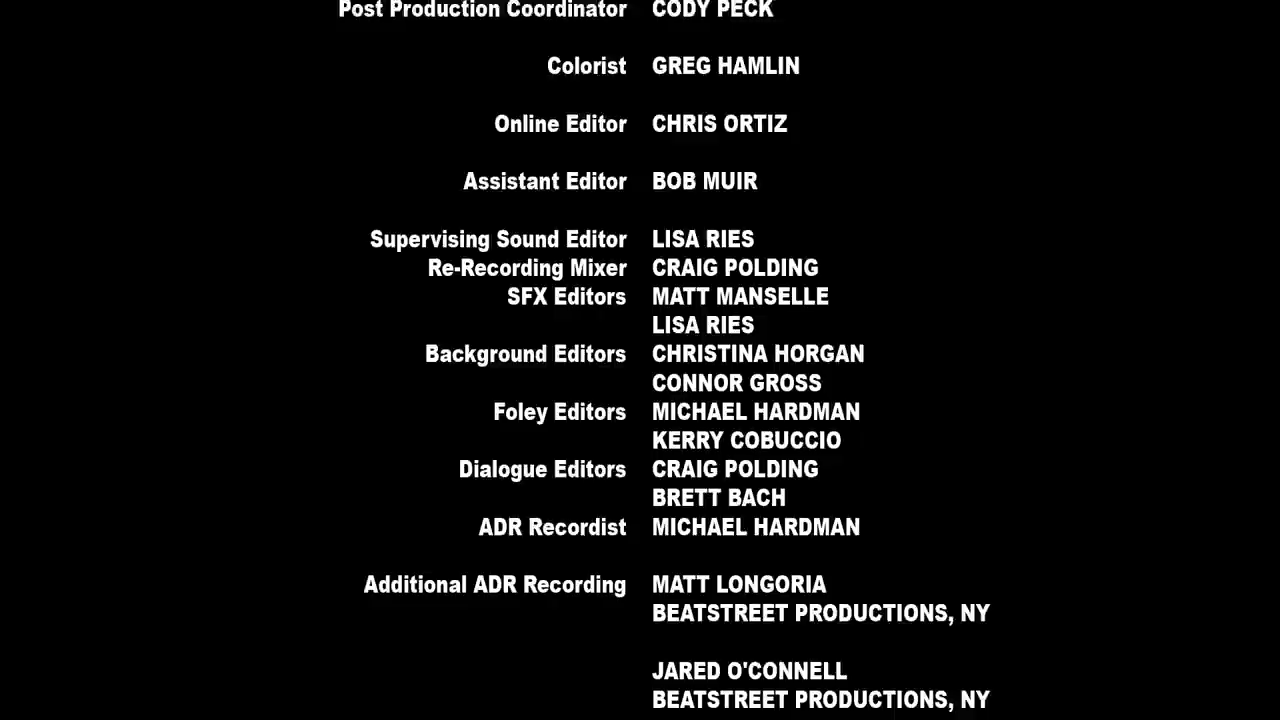 Post Production Coordinator CODY PECK
Colorist GREG HAMLIN
Online Editor CHRIS ORTIZ
Assistant Editor BOB MUIR
Supervising Sound Editor LISA RIES
Re-Recording Mixer CRAIG POLDING
SFX Editors MATT MANSELLE
LISA RIES
Background Editors CHRISTINA HORGAN
CONNOR GROSS
Foley Editors MICHAEL HARDMAN
KERRY COBUCCIO
Dialogue Editors CRAIG POLDING
BRETT BACH
ADR Recordist MICHAEL HARDMAN
Additional ADR Recording MATT LONGORIA
BEATSTREET PRODUCTIONS, NY
JARED O'CONNELL
BEATSTREET PRODUCTIONS, NY